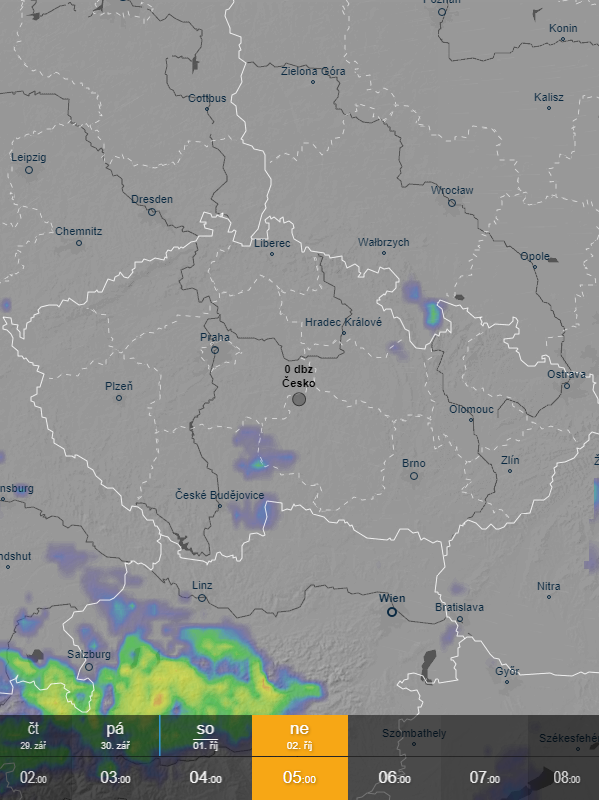 Poznań
Konin
Zielona Góra
Kalisz
Cottbus
Leipzig
Wrocław
Dresden
Chemnitz
Liberec
Wałbrzych
Opole
Hradec Králové
Praha
0 dbz
Česko
Ostrava
Plzeň
Olomouc
Brno
Zlín
nsburg
České Budějovice
ndshut
Linz
Nitra
Wien
Bratislava
Salzburg
Győr
Szombathely
Székesfehé
čt pá so ne
29. zář 30. zář 01. říj 02. říj
02:00 03:00 04:00 05:00 06:00 07:00 08:00